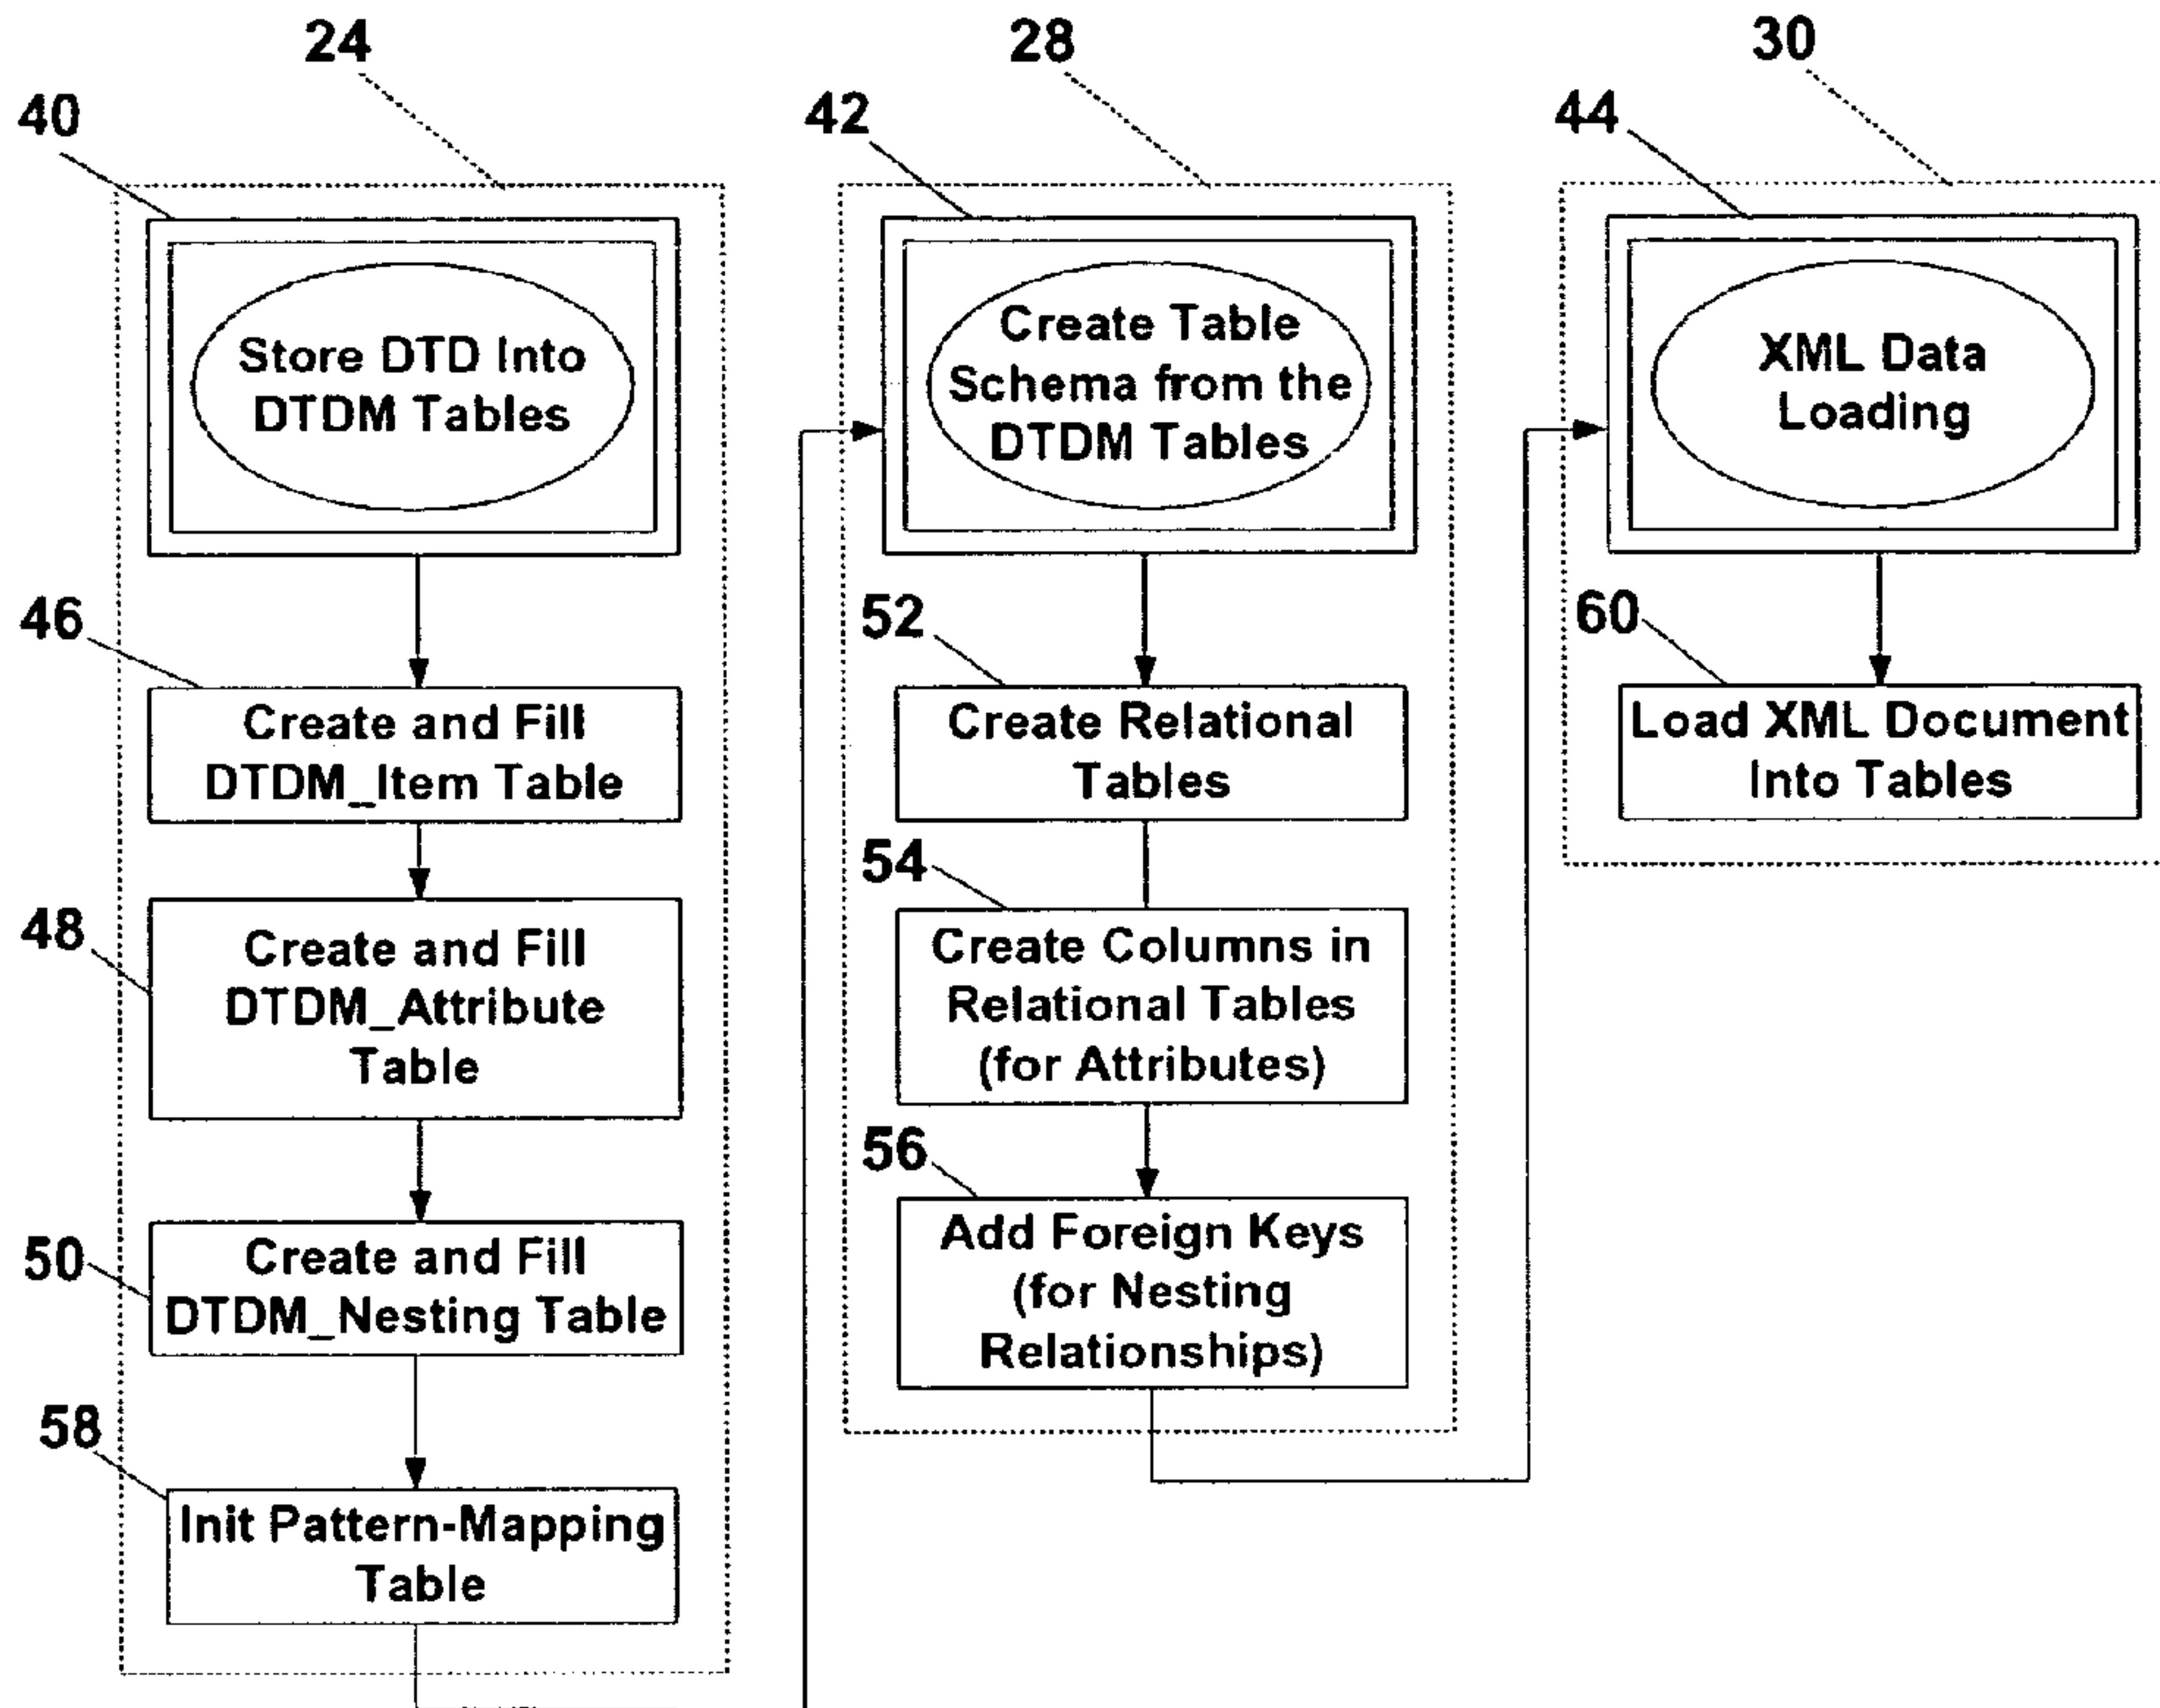 24
40
Store DTD Into
DTDM Tables
46
Create and Fill
DTDM_Item Table
48
Create and Fill
DTDM_Attribute
Table
50
Create and Fill
DTDM_Nesting Table
58
Init Pattern-Mapping
Table
28
42
Create Table
Schema from the
DTDM Tables
52
Create Relational
Tables
54
Create Columns in
Relational Tables
(for Attributes)
56
Add Foreign Keys
(for Nesting
Relationships)
30
44
XML Data
Loading
60
Load XML Document
Into Tables